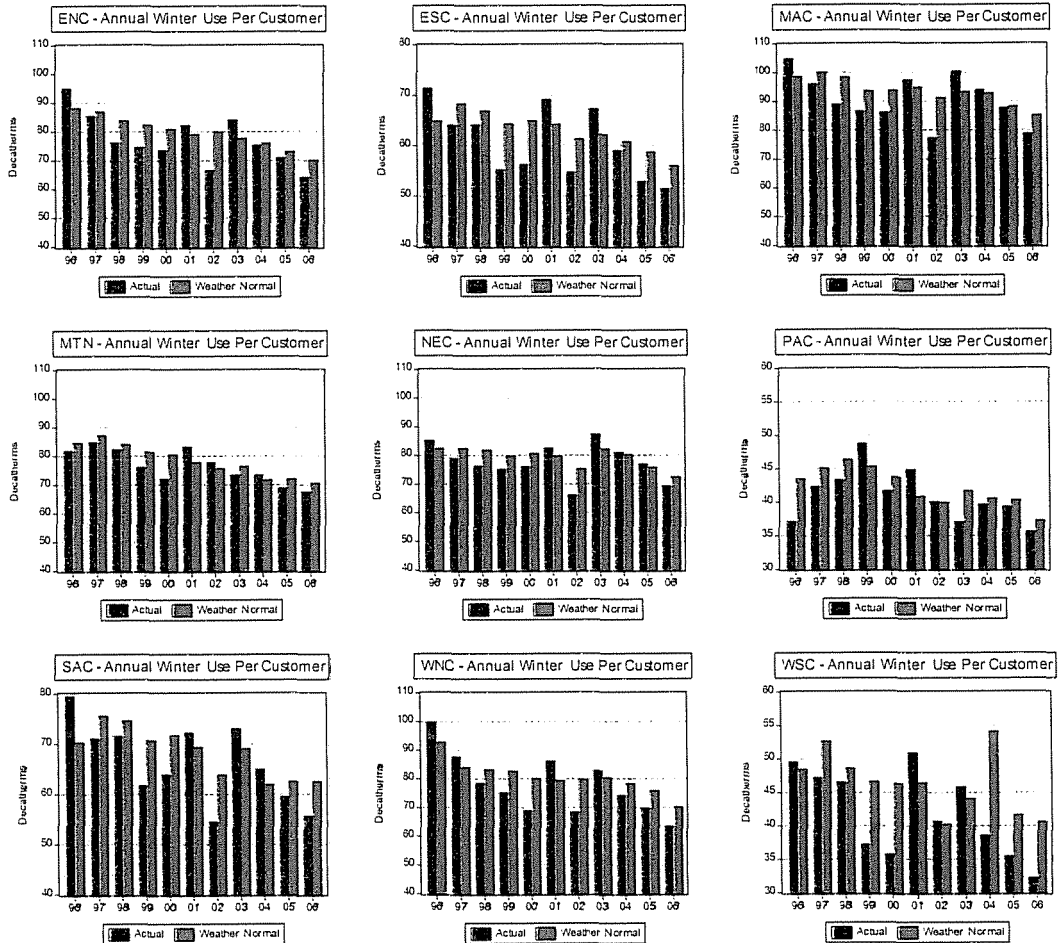 ENC - Annual Winter Use Per Customer
110
100
90
80
70
60
50
40
Decatherms
96 97 98 99 00 01 02 03 04 05 06
Actual Weather Normal
ESC - Annual Winter Use Per Customer
80
70
60
50
40
Decatherms
96 97 98 99 00 01 02 03 04 05 06
Actual Weather Normal
MAC - Annual Winter Use Per Customer
110
100
90
80
70
60
50
40
Decatherms
96 97 98 99 00 01 02 03 04 05 06
Actual Weather Normal
MTN - Annual Winter Use Per Customer
110
100
90
80
70
60
50
40
Decatherms
96 97 98 99 00 01 02 03 04 05 06
Actual Weather Normal
NEC - Annual Winter Use Per Customer
110
100
90
80
70
60
50
40
Decatherms
96 97 98 99 00 01 02 03 04 05 06
Actual Weather Normal
PAC - Annual Winter Use Per Customer
60
55
50
45
40
35
30
Decatherms
96 97 98 99 00 01 02 03 04 05 06
Actual Weather Normal
SAC - Annual Winter Use Per Customer
80
70
60
50
40
Decatherms
96 97 98 99 00 01 02 03 04 05 06
Actual Weather Normal
WNC - Annual Winter Use Per Customer
110
100
90
80
70
60
50
40
Decatherms
96 97 98 99 00 01 02 03 04 05 06
Actual Weather Normal
WSC - Annual Winter Use Per Customer
60
55
50
45
40
35
30
Decatherms
96 97 98 99 00 01 02 03 04 05 06
Actual Weather Normal